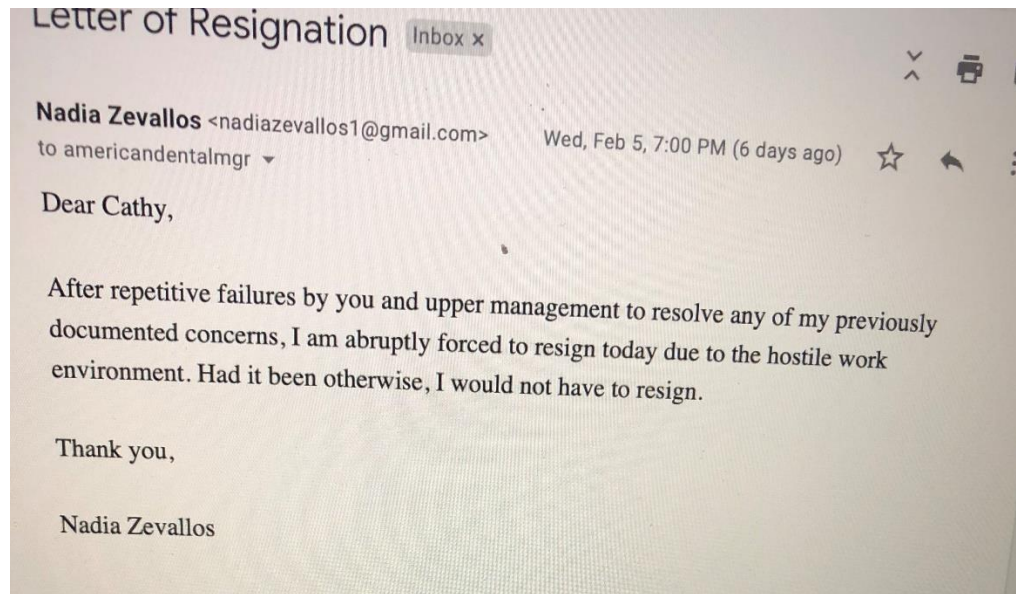 Letter of Resignation Inbox x
Nadia Zevallos <nadiazevallos1@gmail.com> Wed, Feb 5, 7:00 PM (6 days ago)
to americandentalmgr
Dear Cathy,
After repetitive failures by you and upper management to resolve any of my previously
documented concerns, I am abruptly forced to resign today due to the hostile work
environment. Had it been otherwise, I would not have to resign.
Thank you,
Nadia Zevallos